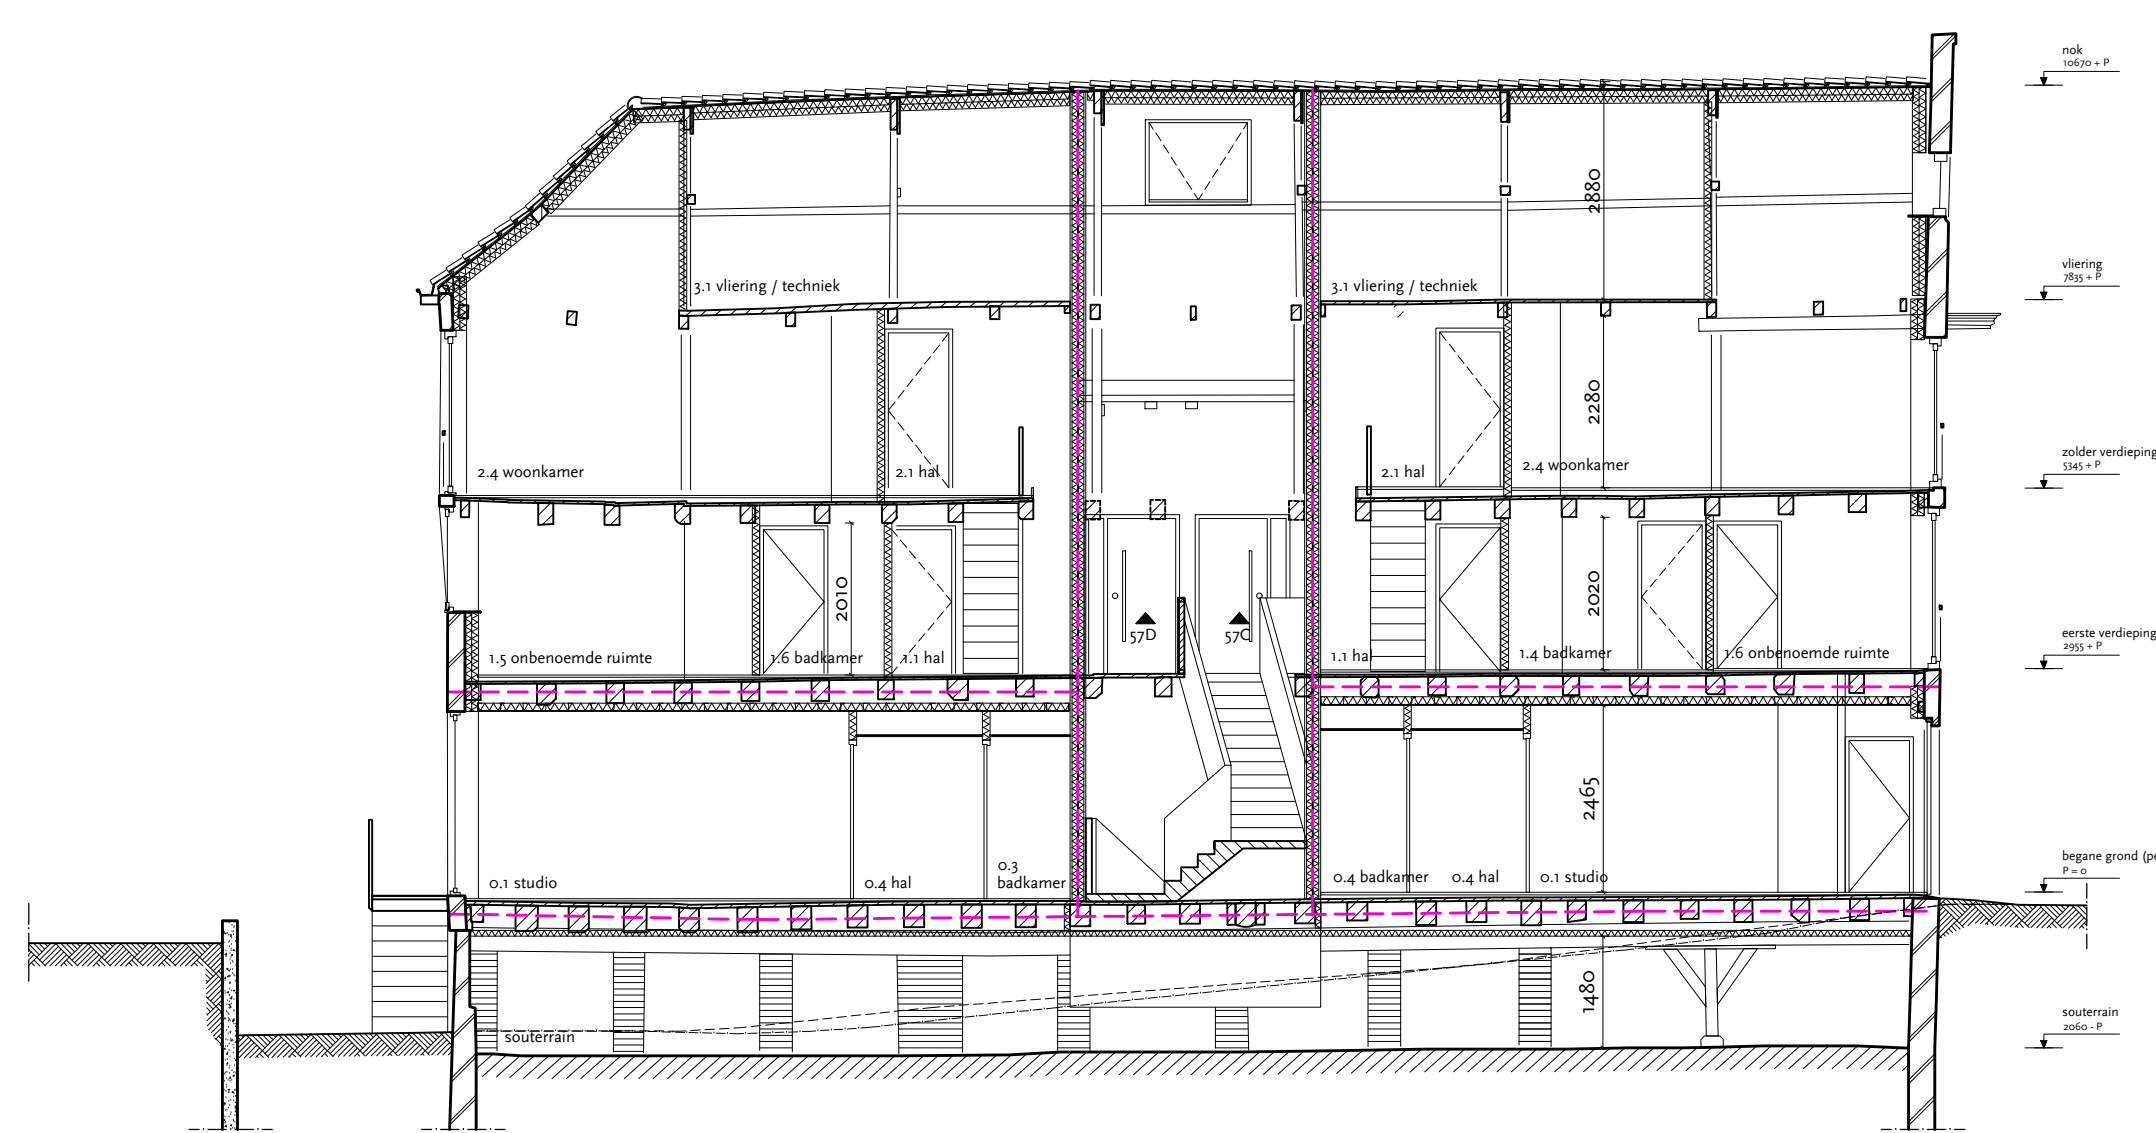 nok
10670 + P
2880
vliering
7835 + P
3.1 vliering / techniek
3.1 vliering / techniek
2280
zolder verdieping
5345 + P
2.4 woonkamer
2.1 hal
2.1 hal
2.4 woonkamer
2010
2020
57D
57C
eerste verdieping
2955 + P
1.5 onbenoemde ruimte
1.6 badkamer
1.1 hal
1.1 hal
1.4 badkamer
1.6 onbenoemde ruimte
2465
begane grond
P = 0
0.1 studio
0.4 hal
0.3
badkamer
0.4 badkamer
0.4 hal
0.1 studio
1480
souterrain
2060 - P
souterrain